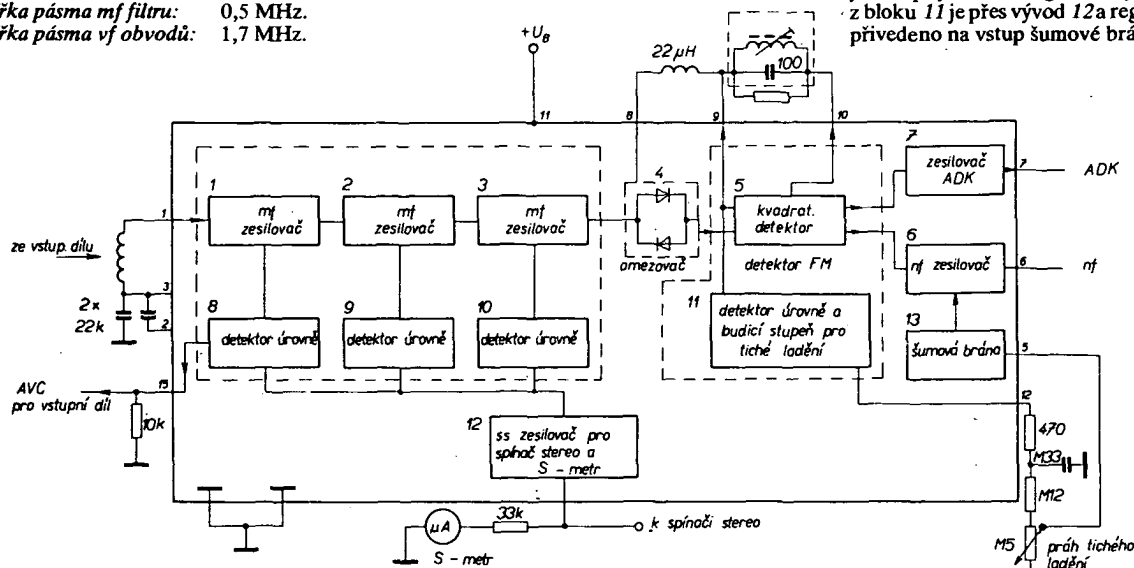 řka pásma mf filtru: 0,5 MHz.
řka pásma vf obvodů: 1,7 MHz.
z bloku 11 je přes vývod 12 a reg
přivedeno na vstup šumové brá
+U_B
22 µH
100
11
8
9
10
1
mf
zesilovač
2
mf
zesilovač
3
mf
zesilovač
4
omezovač
5
kvadrat.
detektor
detektor FM
7
zesilovač
ADK
7
ADK
6
nf zesilovač
6
nf
1
ze vstup. dílu
3
2×
22k
2
8
detektor úrovně
9
detektor úrovně
10
detektor úrovně
11
detektor úrovně a
budicí stupeň pro
tiché ladění
13
šumová brána
5
AVC
pro vstupní díl
15
10k
12
ss zesilovač pro
spínač stereo a
S - metr
12
470
M33
M12
M5
práh tichého
ladění
33k
µA
S - metr
k spínači stereo